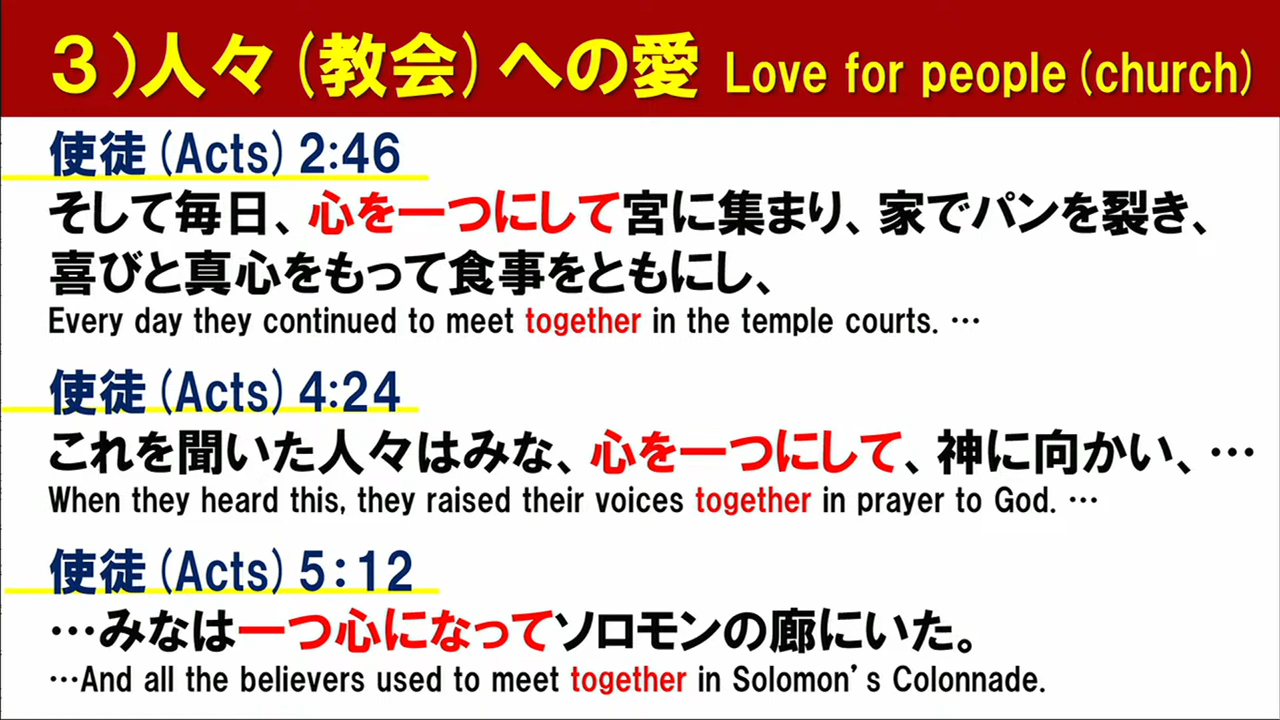 ３)人々(教会)への愛 Love for people(church)
使徒(Acts) 2:46
そして毎日、心を一つにして宮に集まり、家でパンを裂き、
喜びと真心をもって食事をともにし、
Every day they continued to meet together in the temple courts. …
使徒(Acts) 4:24
これを聞いた人々はみな、心を一つにして、神に向かい、…
When they heard this, they raised their voices together in prayer to God. …
使徒(Acts) 5:12
…みなは一つ心になってソロモンの廊にいた。
…And all the believers used to meet together in Solomon's Colonnade.